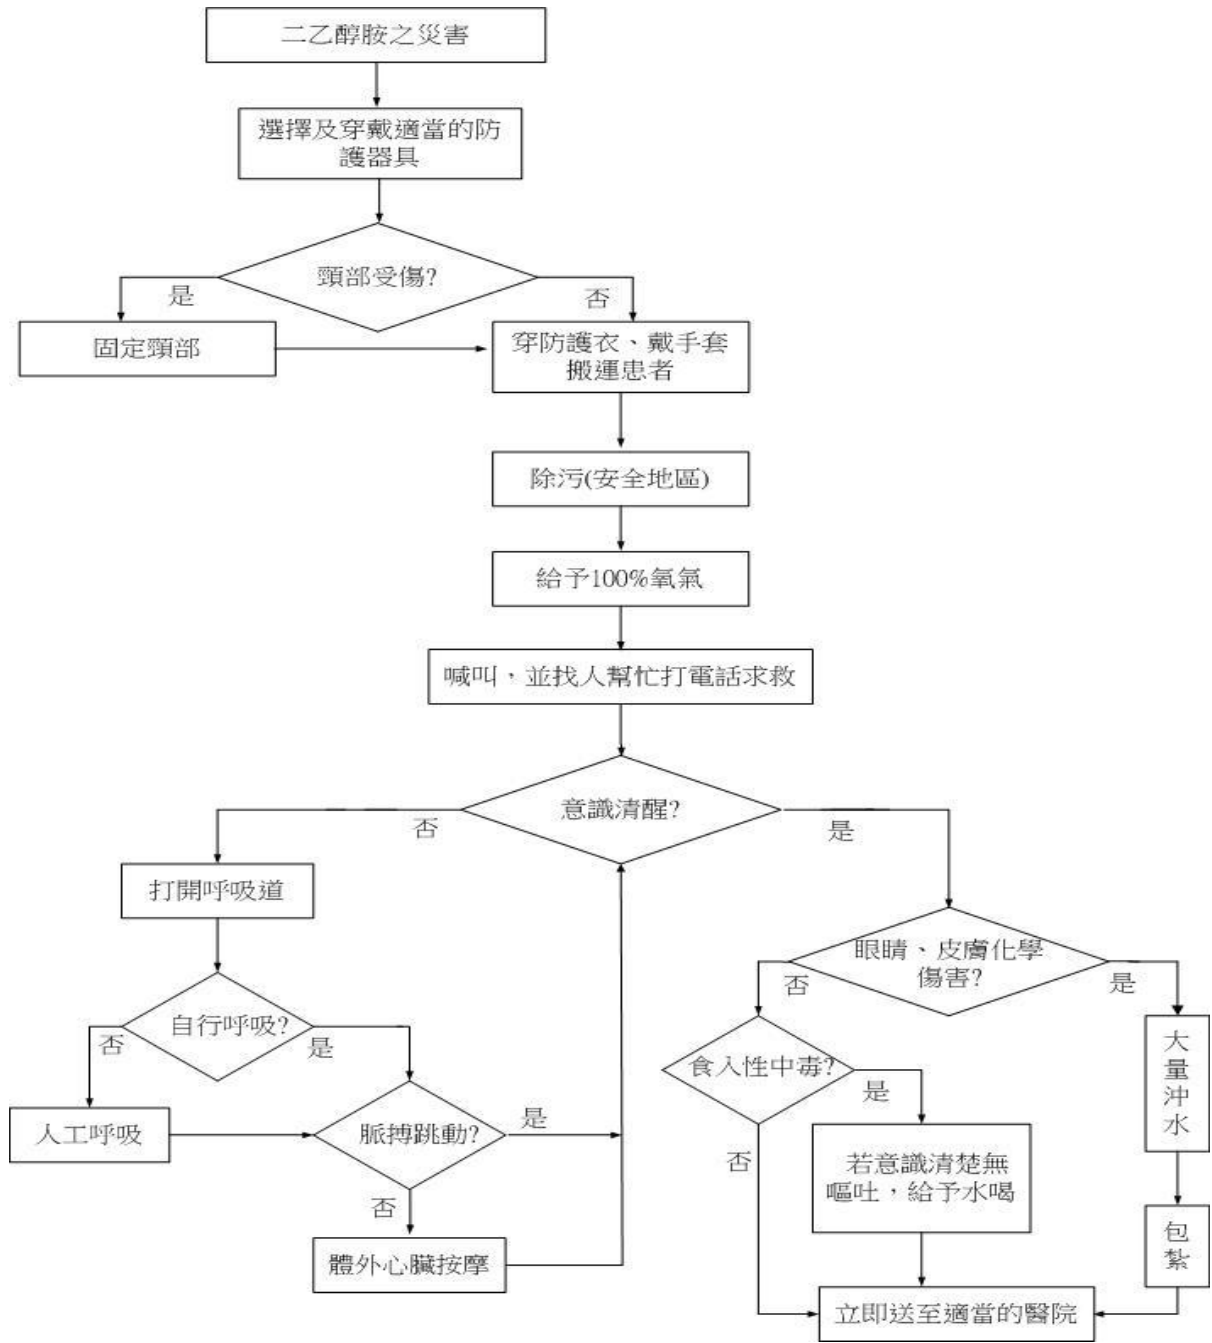 二乙醇胺之災害
選擇及穿戴適當的防
護器具
頸部受傷?
是
否
固定頸部
穿防護衣、戴手套
搬運患者
除污(安全地區)
給予100%氧氣
喊叫，並找人幫忙打電話求救
意識清醒?
否
是
打開呼吸道
眼睛、皮膚化學
傷害?
否
是
自行呼吸?
否
是
大
量
沖
水
食入性中毒?
是
否
人工呼吸
脈搏跳動?
是
否
若意識清楚無
嘔吐，給予水喝
包
紮
體外心臟按摩
立即送至適當的醫院